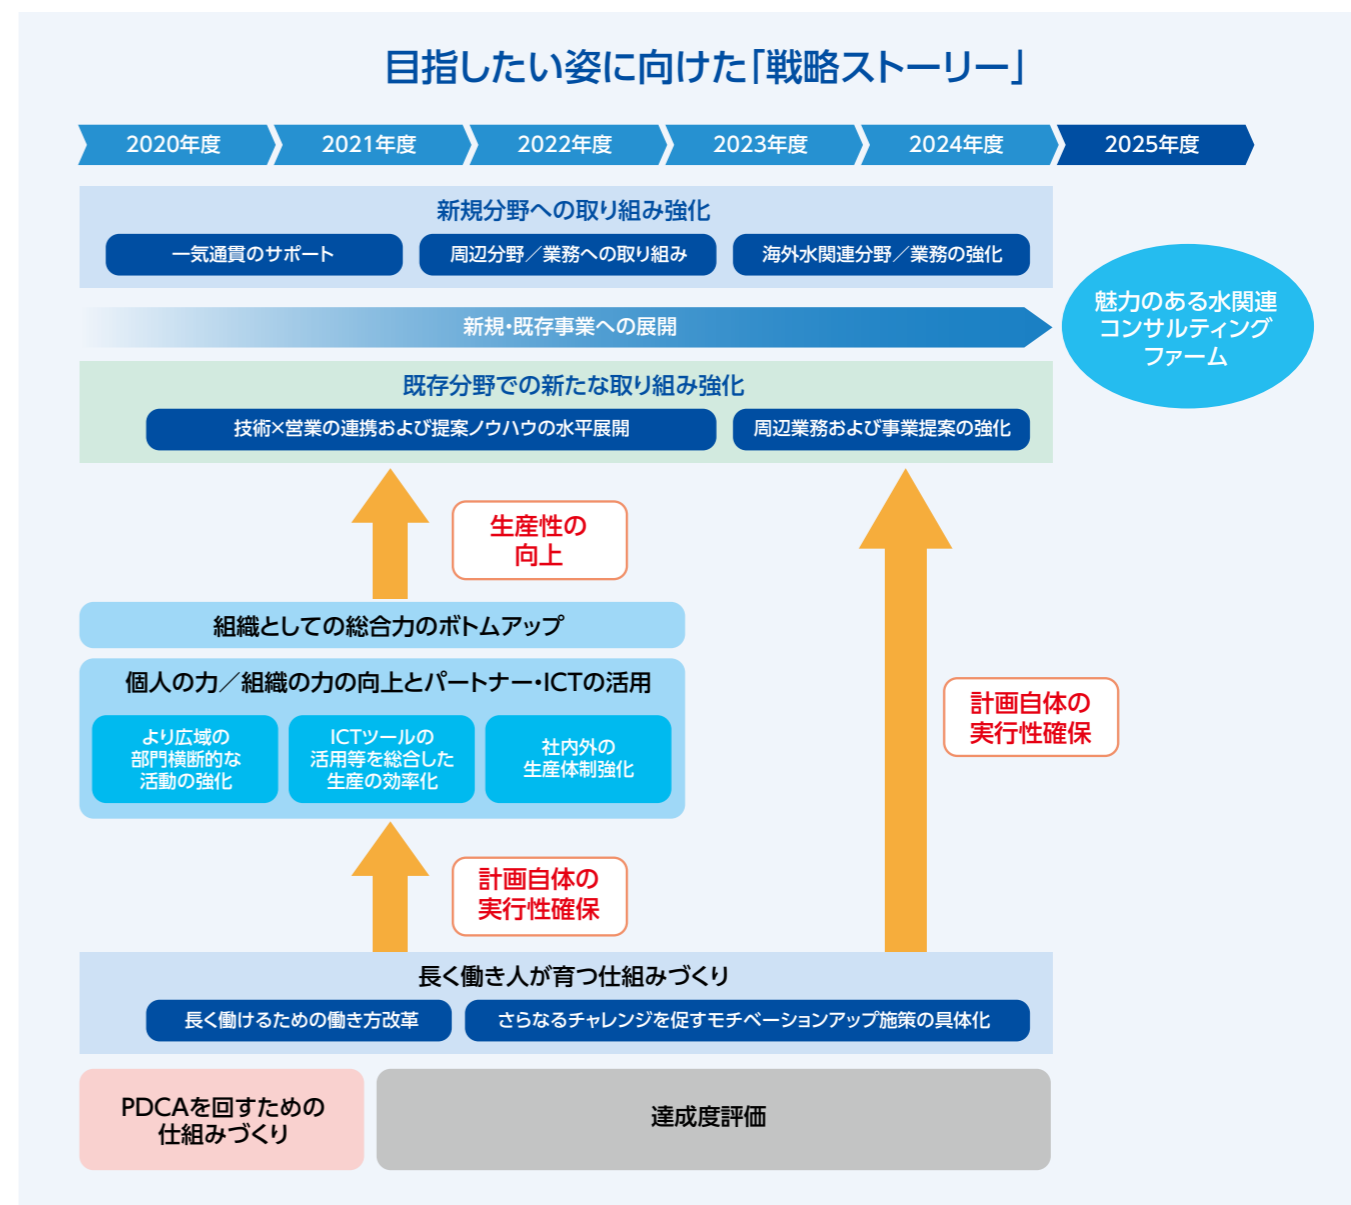 目指したい姿に向けた「戦略ストーリー」
2020年度
2021年度
2022年度
2023年度
2024年度
2025年度
新規分野への取り組み強化
一気通貫のサポート
周辺分野／業務への取り組み
海外水関連分野／業務の強化
新規・既存事業への展開
魅力のある水関連
コンサルティング
ファーム
既存分野での新たな取り組み強化
技術×営業の連携および提案ノウハウの水平展開
周辺業務および事業提案の強化
生産性の
向上
組織としての総合力のボトムアップ
個人の力／組織の力の向上とパートナー・ICTの活用
より広域の
部門横断的な
活動の強化
ICTツールの
活用等を総合した
生産の効率化
社内外の
生産体制強化
計画自体の
実行性確保
計画自体の
実行性確保
長く働き人が育つ仕組みづくり
長く働けるための働き方改革
さらなるチャレンジを促すモチベーションアップ施策の具体化
PDCAを回すための
仕組みづくり
達成度評価